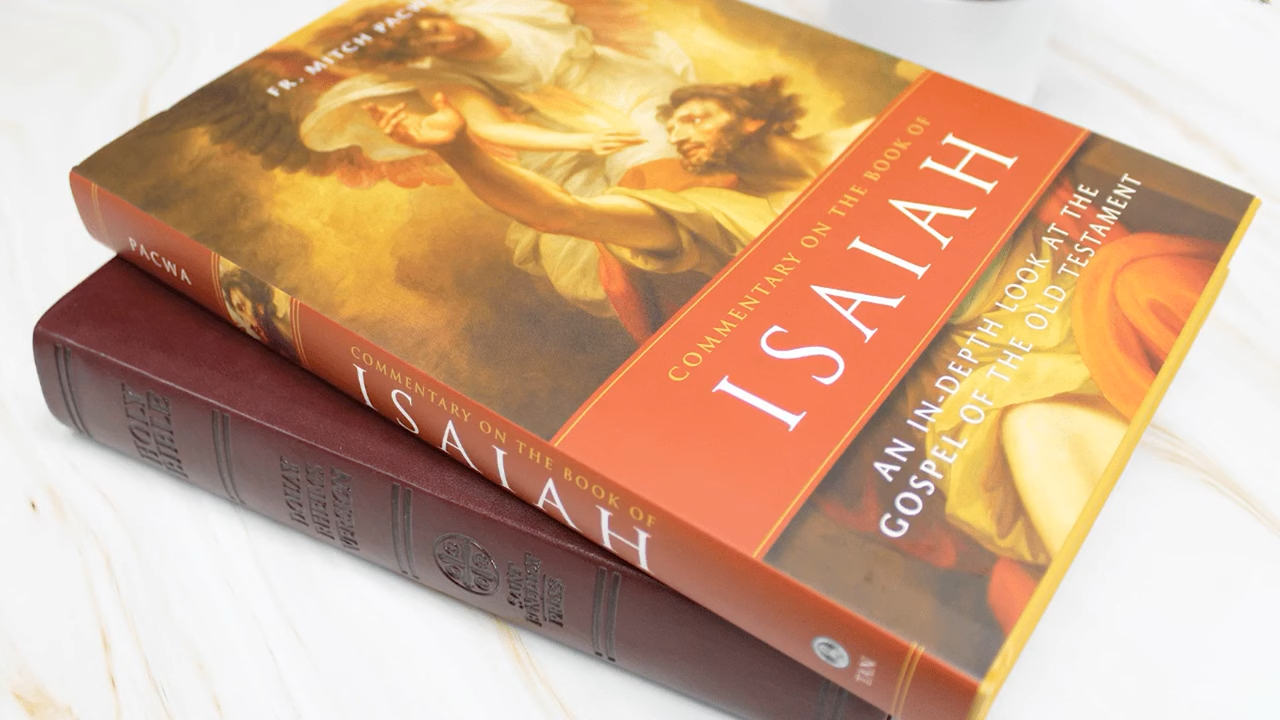 FR. MITCH PACWA
COMMENTARY ON THE BOOK OF
ISAIAH
AN IN-DEPTH LOOK AT THE
GOSPEL OF THE OLD TESTAMENT
PACWA
COMMENTARY ON THE BOOK OF
ISAIAH
TAN
HOLY
BIBLE
DOUAY
RHEIMS
VERSION
SAINT
BENEDICT
PRESS